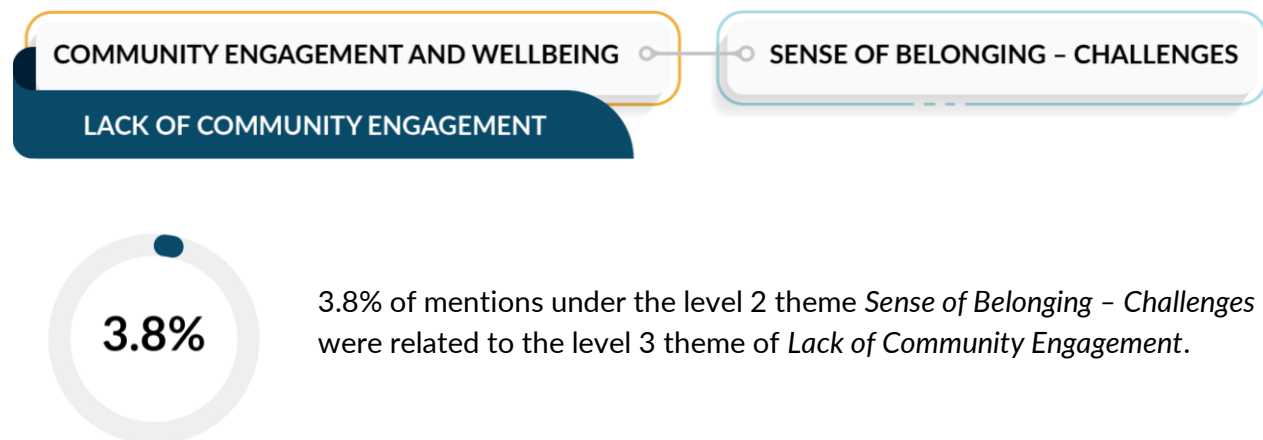 COMMUNITY ENGAGEMENT AND WELLBEING
SENSE OF BELONGING – CHALLENGES
LACK OF COMMUNITY ENGAGEMENT
3.8%
3.8% of mentions under the level 2 theme Sense of Belonging – Challenges
were related to the level 3 theme of Lack of Community Engagement.